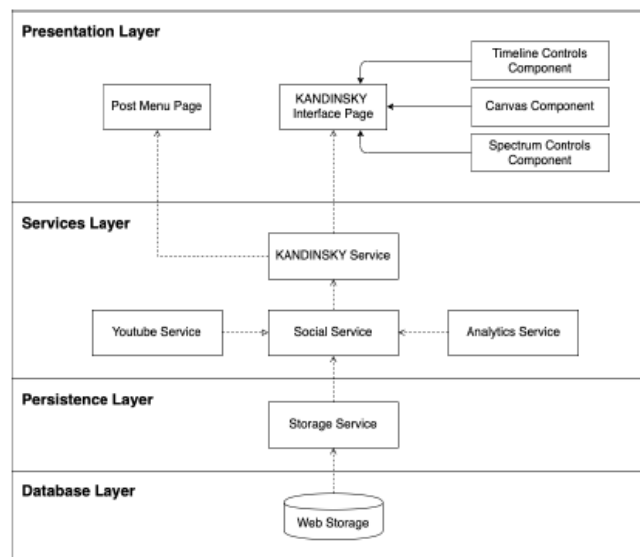 Presentation Layer
Timeline Controls
Component
Post Menu Page
KANDINSKY
Interface Page
Canvas Component
Spectrum Controls
Component
Services Layer
KANDINSKY Service
Youtube Service
Social Service
Analytics Service
Persistence Layer
Storage Service
Database Layer
Web Storage